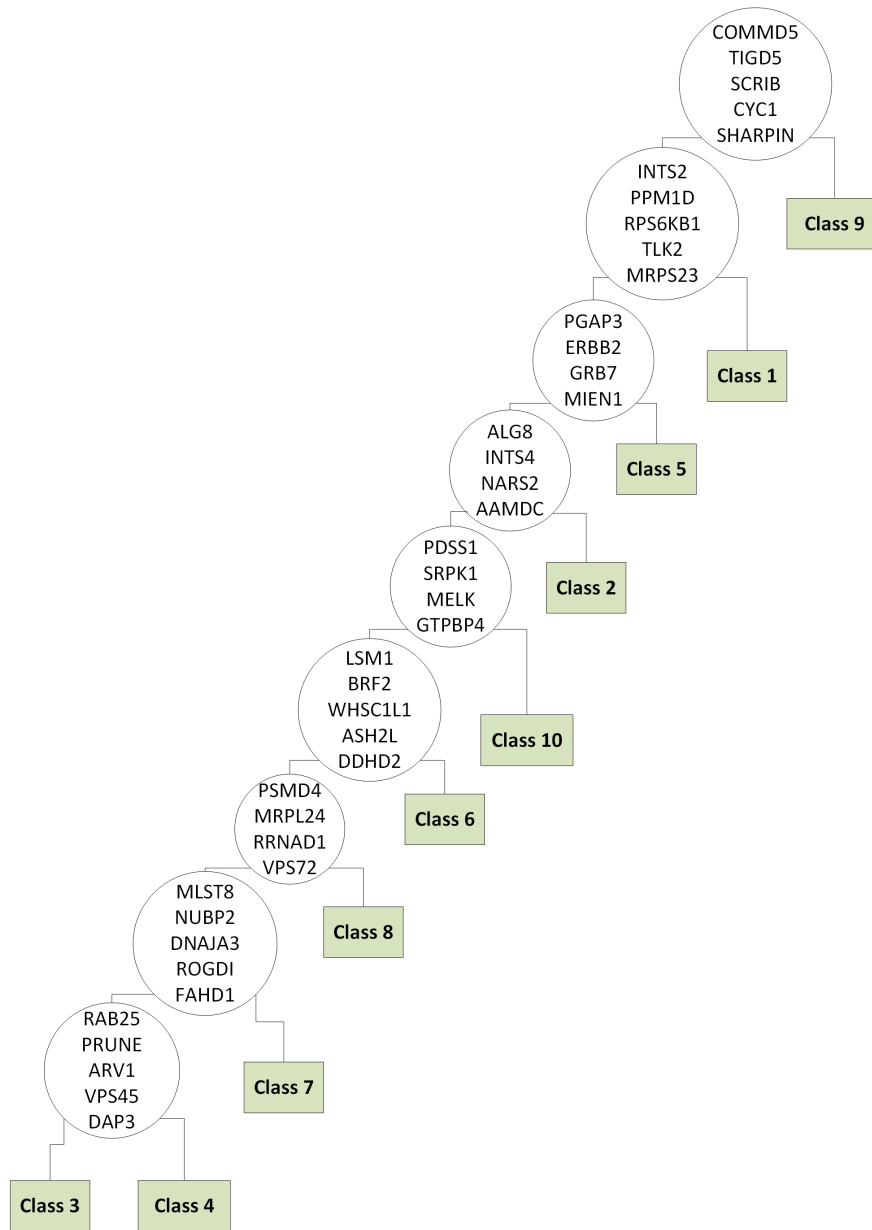 COMMD5
TIGD5
SCRIB
CYC1
SHARPIN
Class 9
INTS2
PPM1D
RPS6KB1
TLK2
MRPS23
Class 1
PGAP3
ERBB2
GRB7
MIEN1
Class 5
ALG8
INTS4
NARS2
AAMDC
Class 2
PDSS1
SRPK1
MELK
GTPBP4
Class 10
LSM1
BRF2
WHSC1L1
ASH2L
DDHD2
Class 6
PSMD4
MRPL24
RRNAD1
VPS72
Class 8
MLST8
NUBP2
DNAJA3
ROGDI
FAHD1
Class 7
RAB25
PRUNE
ARV1
VPS45
DAP3
Class 3
Class 4